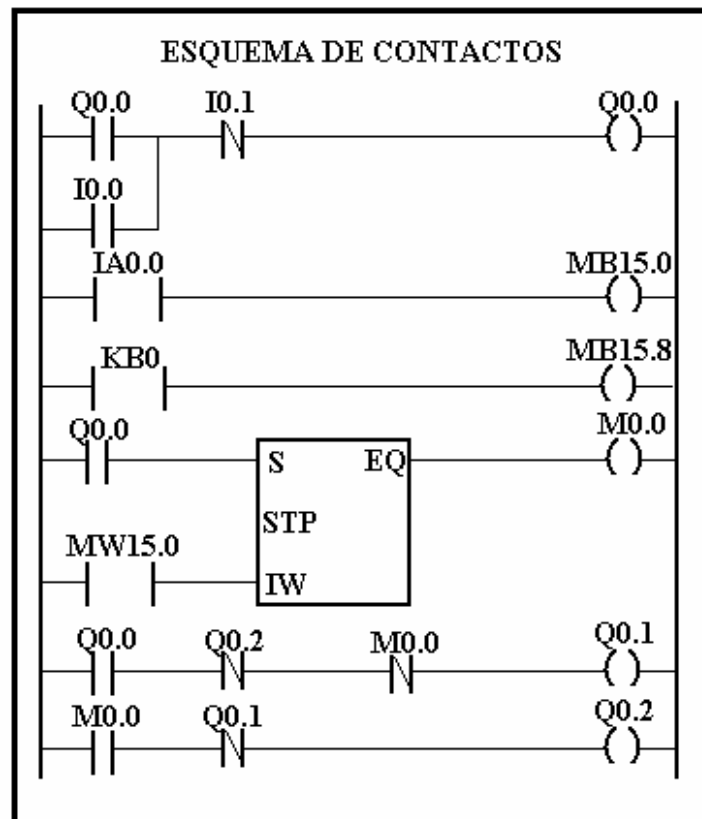 ESQUEMA DE CONTACTOS
Q0.0 I0.1 Q0.0
I0.0
IA0.0 MB15.0
KB0 MB15.8
Q0.0 M0.0
S EQ
STP
MW15.0
IW
Q0.0 Q0.2 M0.0 Q0.1
M0.0 Q0.1 Q0.2